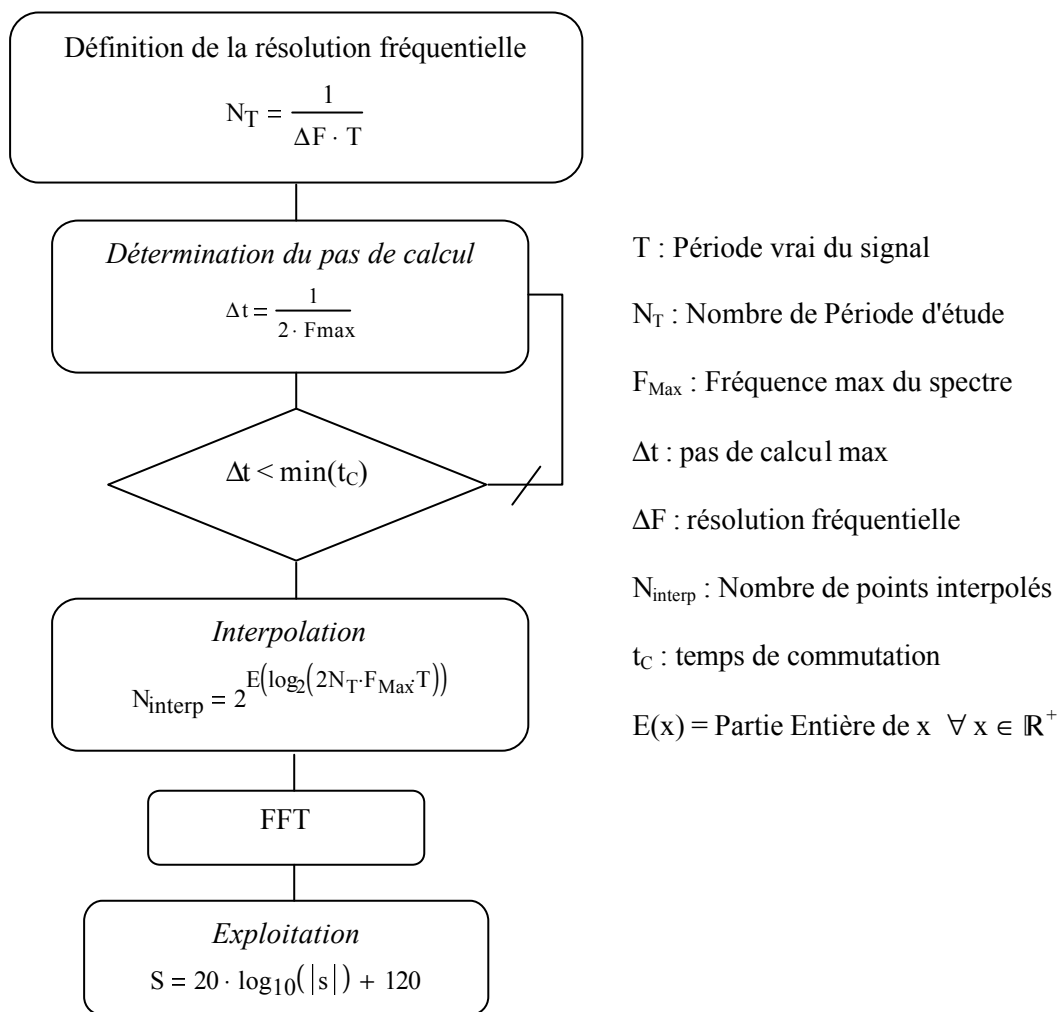 Définition de la résolution fréquentielle
N_T = 1 / (ΔF · T)
Détermination du pas de calcul
Δt = 1 / (2 · Fmax)
Δt < min(t_C)
Interpolation
N_interp = 2^E(log_2(2N_T·F_Max·T))
FFT
Exploitation
S = 20 · log_10(|s|) + 120
T : Période vrai du signal
N_T : Nombre de Période d'étude
F_Max : Fréquence max du spectre
Δt : pas de calcul max
ΔF : résolution fréquentielle
N_interp : Nombre de points interpolés
t_C : temps de commutation
E(x) = Partie Entière de x ∀ x ∈ ℝ^+